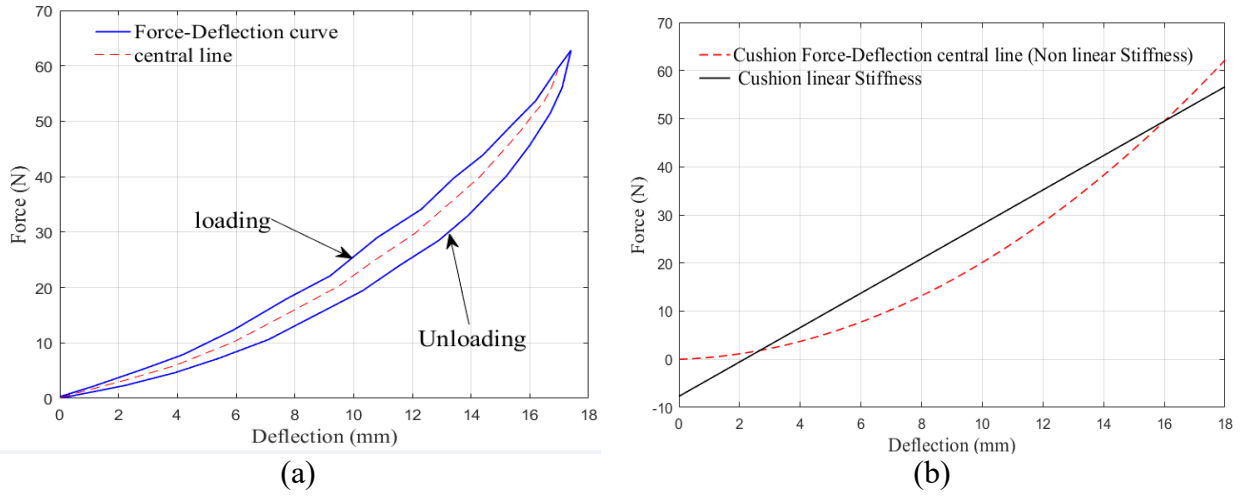 70
60
50
40
30
20
10
0
0 2 4 6 8 10 12 14 16 18
Force (N)
Deflection (mm)
Force-Deflection curve
central line
loading
Unloading
(a)
70
60
50
40
30
20
10
0
-10
0 2 4 6 8 10 12 14 16 18
Force (N)
Deflection (mm)
Cushion Force-Deflection central line (Non linear Stiffness)
Cushion linear Stiffness
(b)